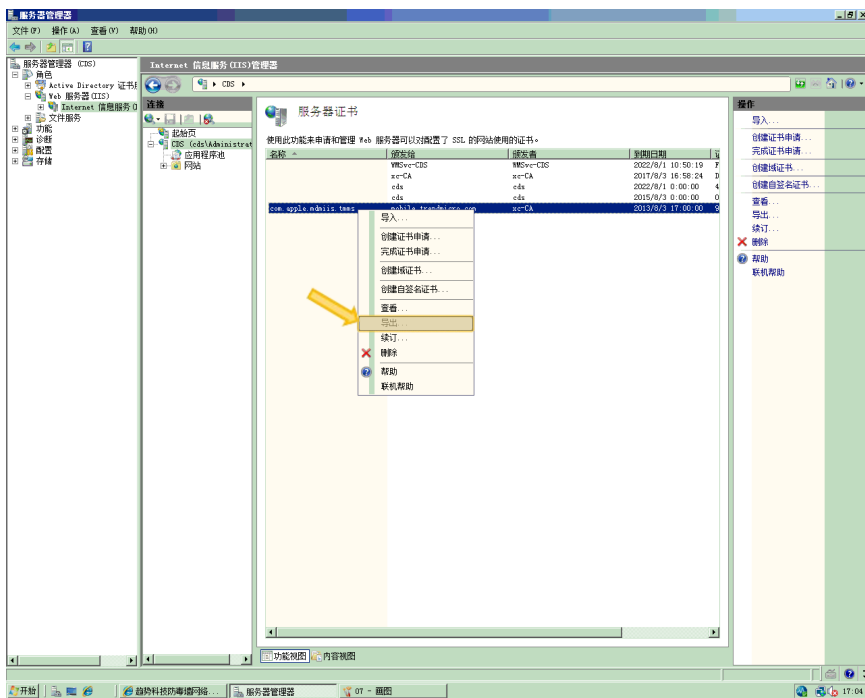 服务器管理器
文件(F) 操作(A) 查看(V) 帮助(H)
服务器管理器 (CDS)
角色
Active Directory 证书
Web 服务器(IIS)
Internet 信息服务
文件服务
功能
诊断
配置
存储
Internet 信息服务(IIS)管理器
CDS
连接
起始页
CDS (cds\Administrat
应用程序池
网站
服务器证书
使用此功能来申请和管理 Web 服务器可以对配置了 SSL 的网站使用的证书。
名称 颁发给 颁发者 到期日期 证
WMSvc-CDS WMSvc-CDS 2022/8/1 10:50:19 F
xc-CA xc-CA 2017/8/3 16:58:24 D
cds cds 2022/8/1 0:00:00 4
cds cds 2015/8/3 0:00:00 0
com.apple.mdmiis.tmms mobile.trendmicro.com xc-CA 2013/8/3 17:00:00 9
导入...
创建证书申请...
完成证书申请...
创建域证书...
创建自签名证书...
查看...
导出...
续订...
删除
帮助
联机帮助
操作
导入...
创建证书申请...
完成证书申请...
创建域证书...
创建自签名证书...
查看...
导出...
续订...
删除
帮助
联机帮助
功能视图 内容视图
开始 趋势科技防毒墙网络... 服务器管理器 07 - 画图 17:04